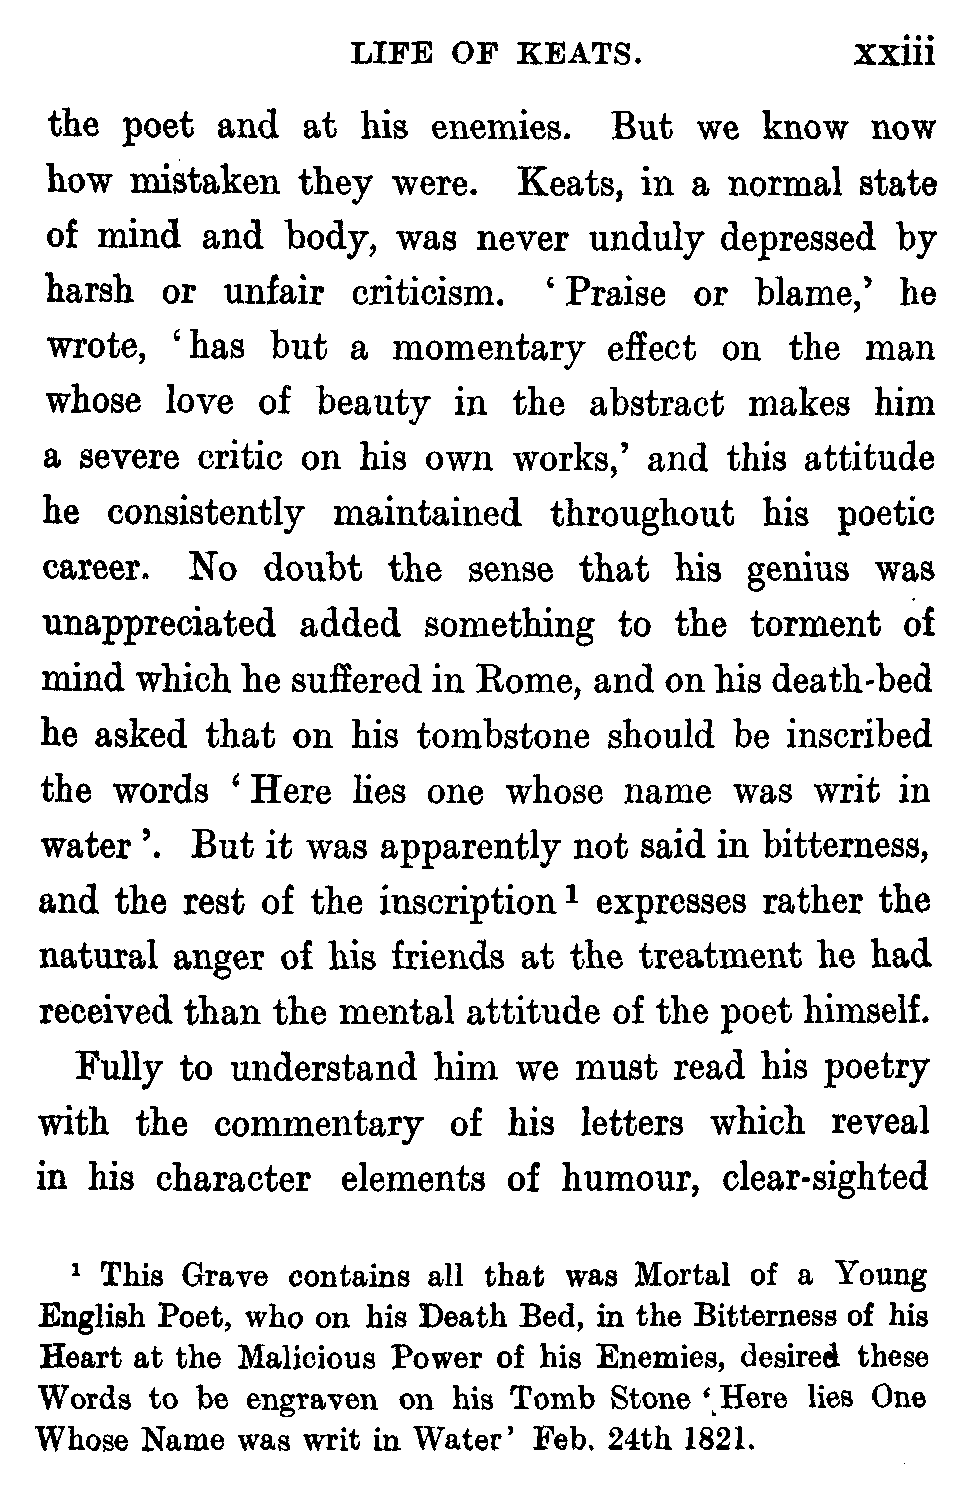 LIFE OF KEATS. xxiii
the poet and at his enemies. But we know now
how mistaken they were. Keats, in a normal state
of mind and body, was never unduly depressed by
harsh or unfair criticism. ‘Praise or blame,’ he
wrote, ‘has but a momentary effect on the man
whose love of beauty in the abstract makes him
a severe critic on his own works,’ and this attitude
he consistently maintained throughout his poetic
career. No doubt the sense that his genius was
unappreciated added something to the torment of
mind which he suffered in Rome, and on his death-bed
he asked that on his tombstone should be inscribed
the words ‘Here lies one whose name was writ in
water’. But it was apparently not said in bitterness,
and the rest of the inscription¹ expresses rather the
natural anger of his friends at the treatment he had
received than the mental attitude of the poet himself.
Fully to understand him we must read his poetry
with the commentary of his letters which reveal
in his character elements of humour, clear-sighted
¹ This Grave contains all that was Mortal of a Young
English Poet, who on his Death Bed, in the Bitterness of his
Heart at the Malicious Power of his Enemies, desired these
Words to be engraven on his Tomb Stone ‘Here lies One
Whose Name was writ in Water’ Feb. 24th 1821.